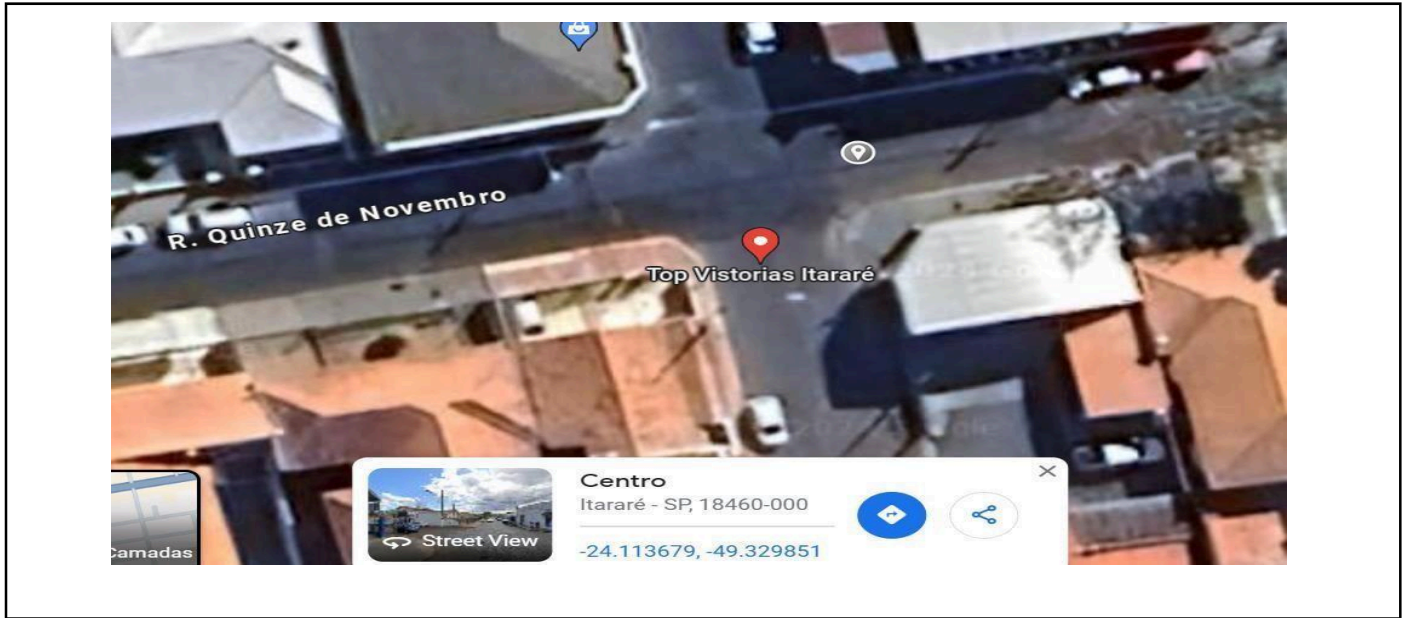 R. Quinze de Novembro
Top Vistorias Itararé
Centro
Itararé - SP, 18460-000
Street View
-24.113679, -49.329851
Camadas